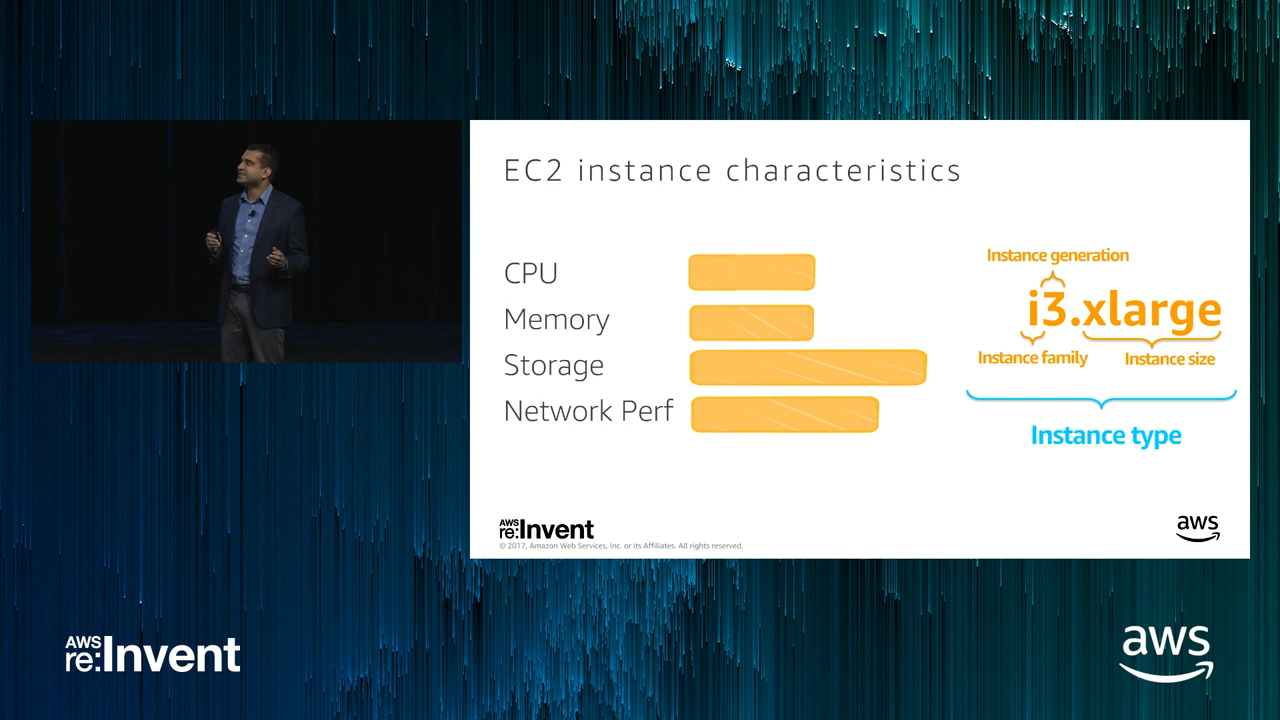 EC2 instance characteristics
CPU
Memory
Storage
Network Perf
Instance generation
i3.xlarge
Instance family
Instance size
Instance type
AWS
re:Invent
© 2017, Amazon Web Services, Inc. or its Affiliates. All rights reserved.
aws
AWS
re:Invent
aws